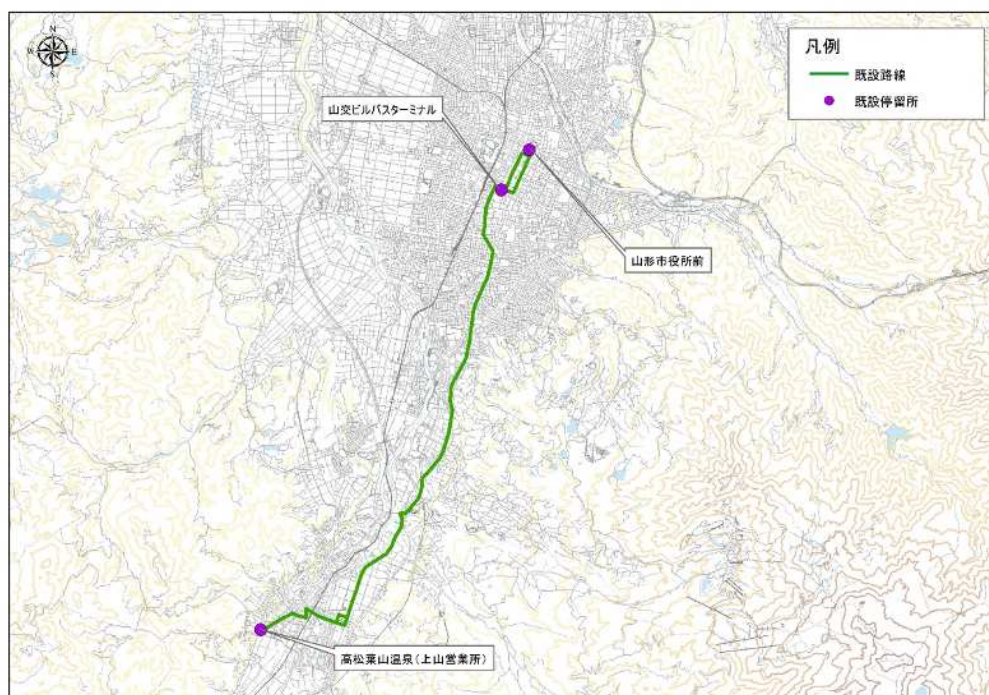 N
W
E
S
凡例
既設路線
既設停留所
山交ビルバスターミナル
山形市役所前
高松葉山温泉(上山営業所)